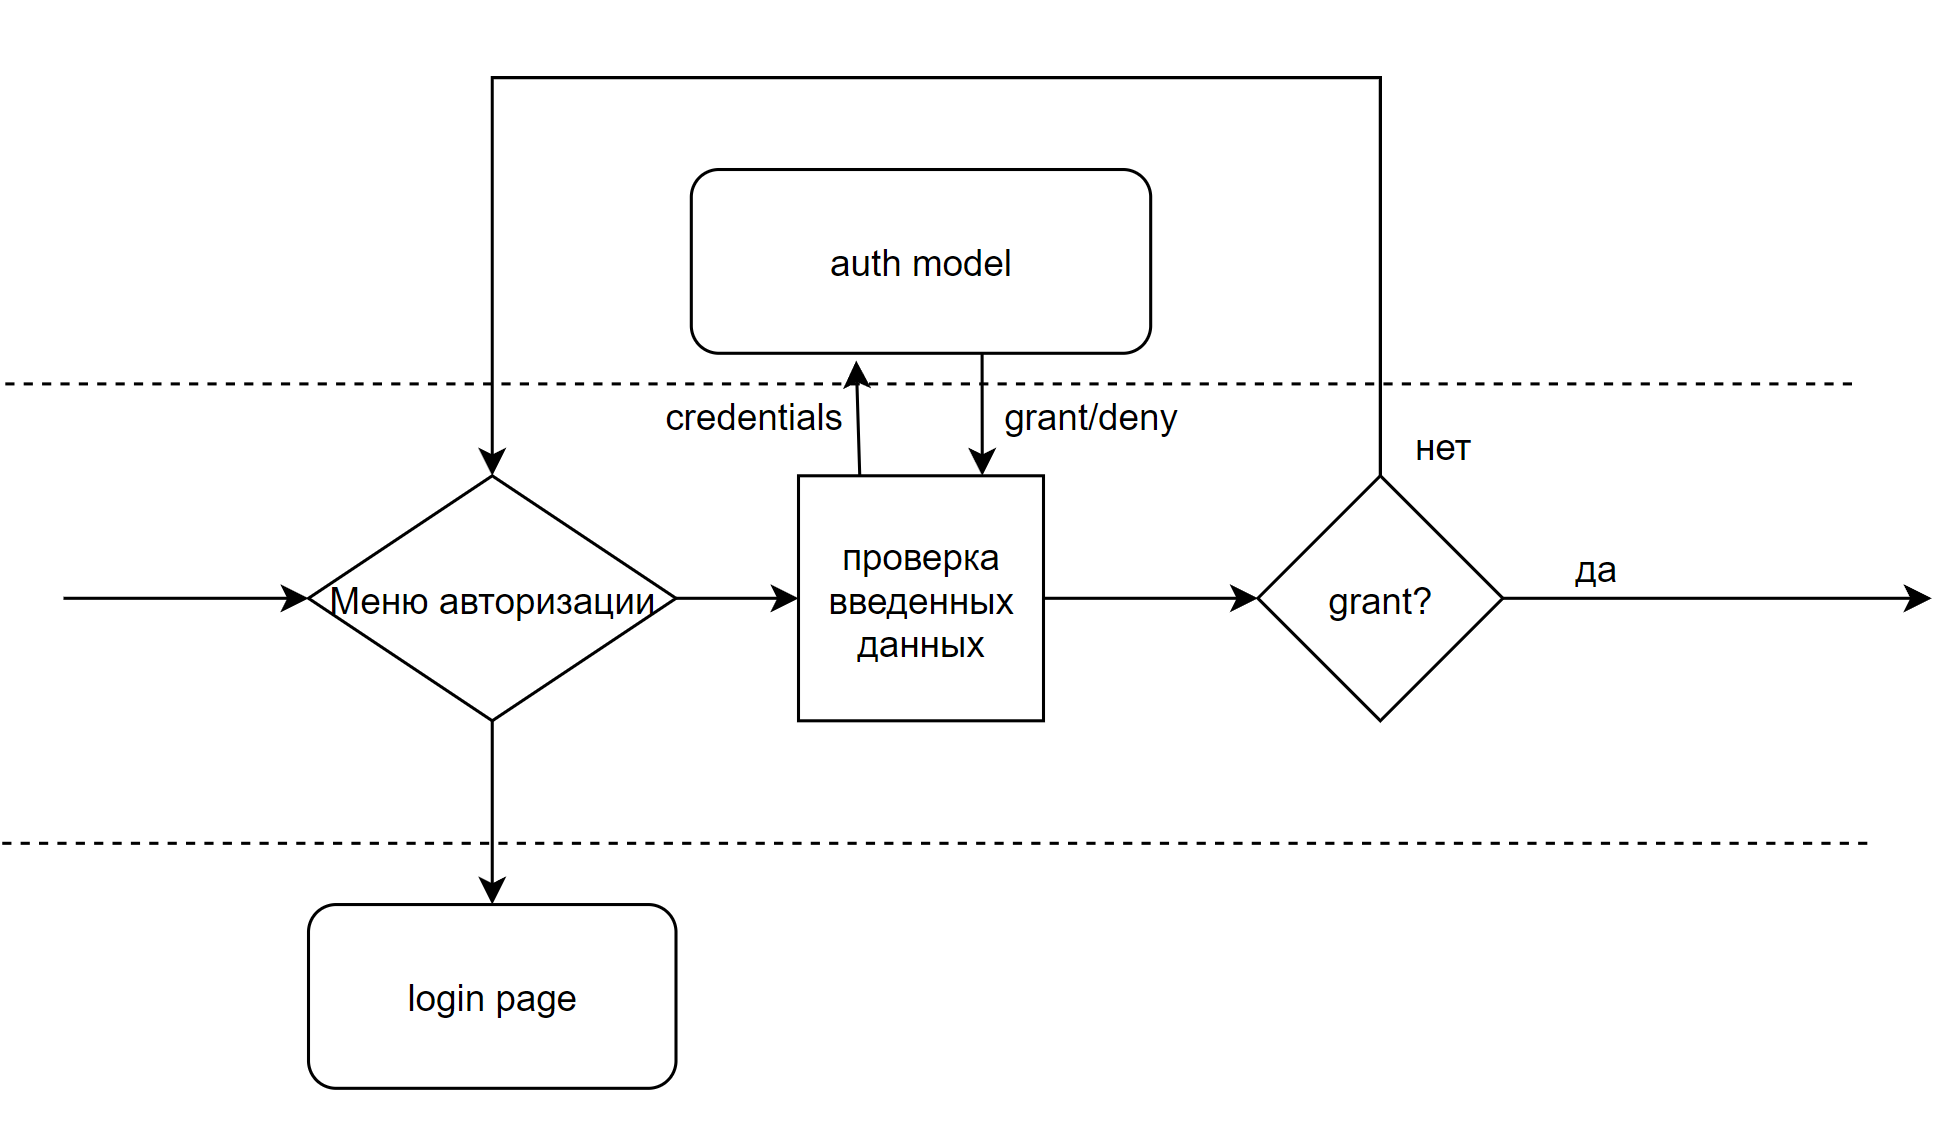 auth model
credentials
grant/deny
нет
Меню авторизации
проверка
введенных
данных
grant?
да
login page